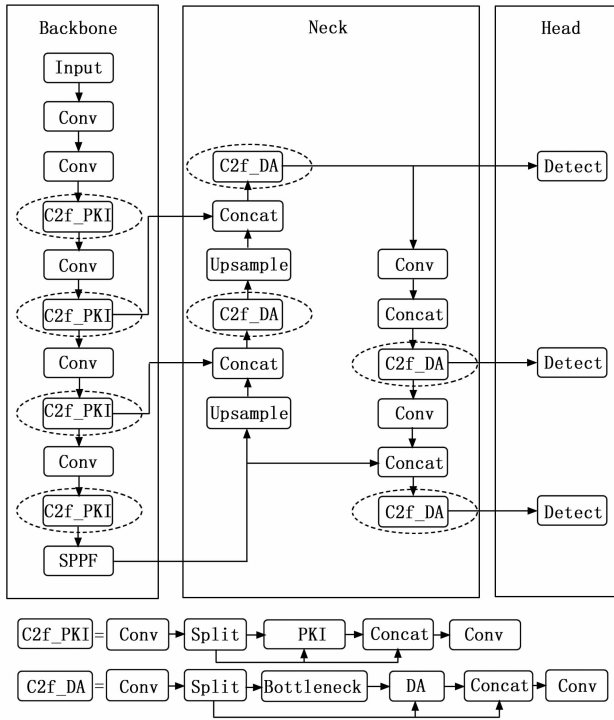 Backbone
Input
Conv
Conv
C2f_PKI
Conv
C2f_PKI
Conv
C2f_PKI
Conv
C2f_PKI
SPPF
Neck
C2f_DA
Concat
Upsample
C2f_DA
Concat
Upsample
Conv
Concat
C2f_DA
Conv
Concat
C2f_DA
Head
Detect
Detect
Detect
C2f_PKI = Conv Split PKI Concat Conv
C2f_DA = Conv Split Bottleneck DA Concat Conv